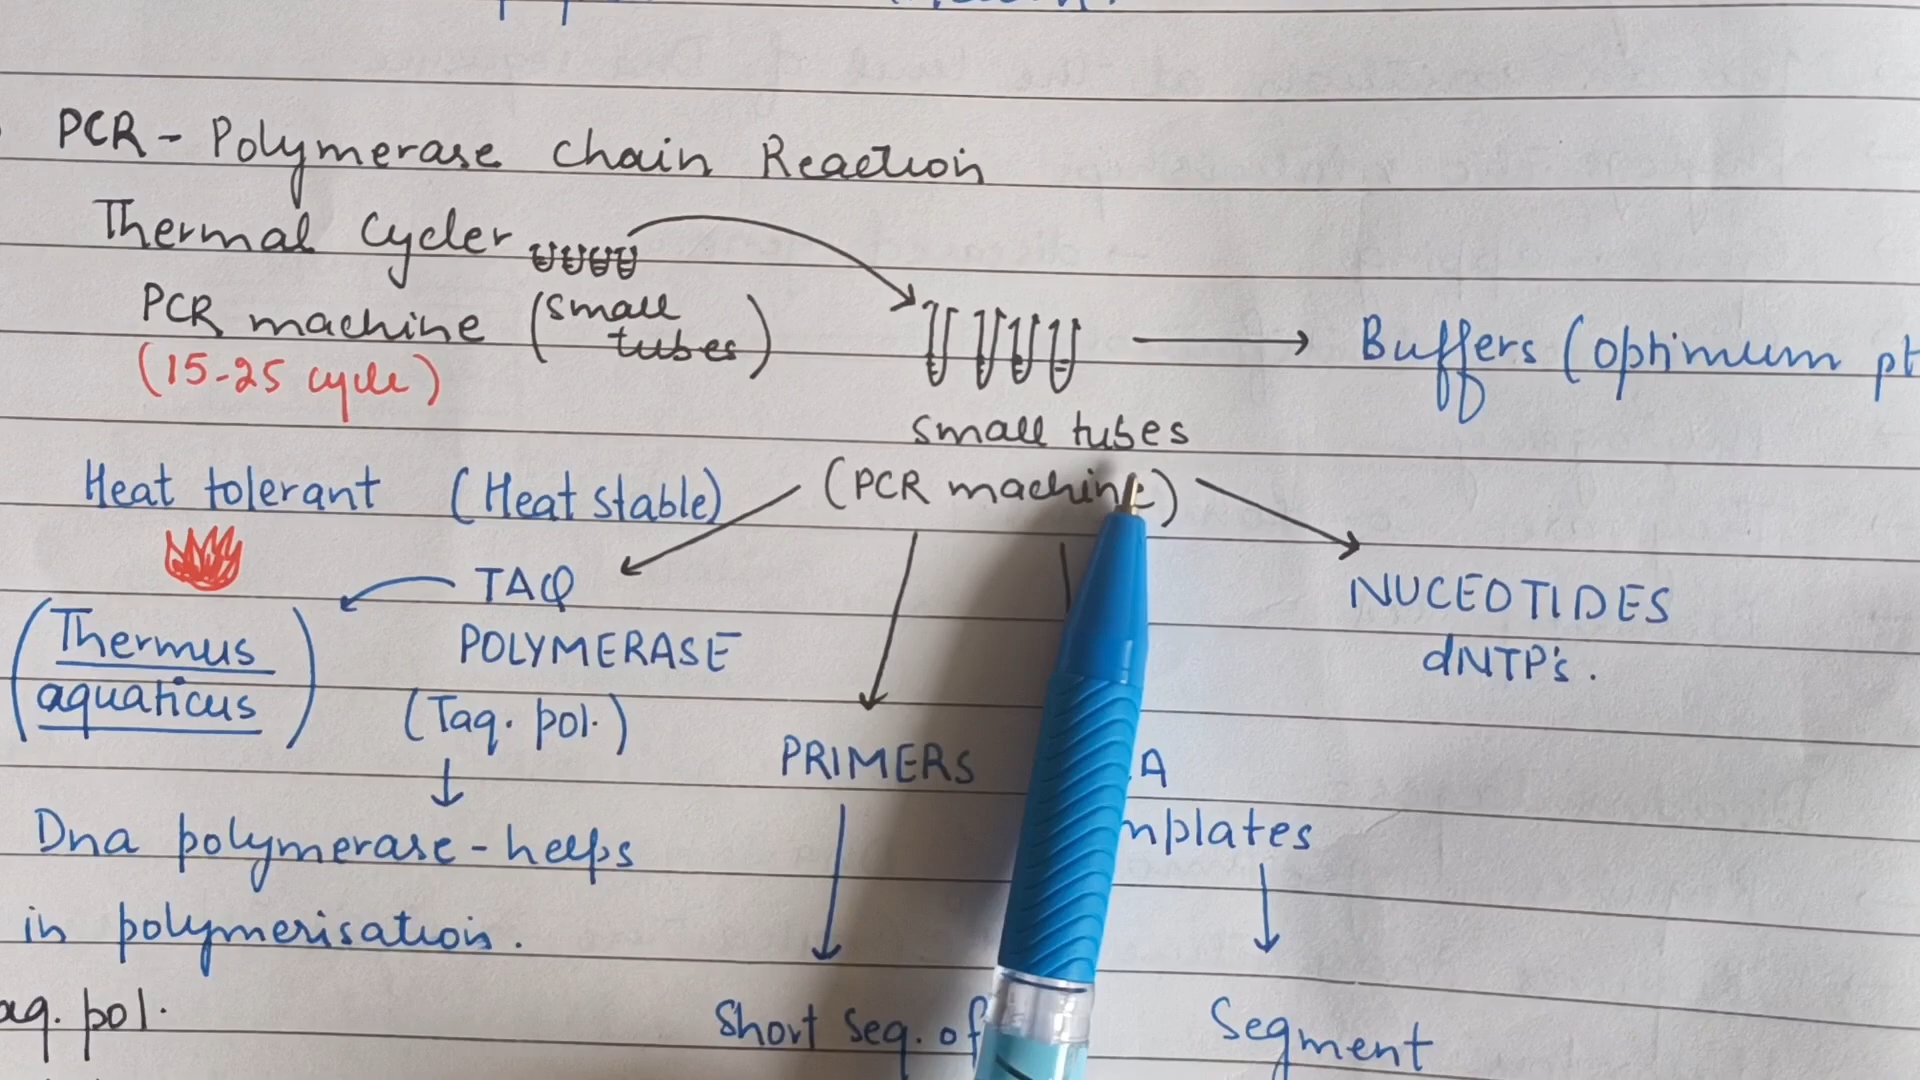 PCR - Polymerase Chain Reaction
Thermal Cycler
PCR machine (small tubes)
(15-25 cycle)
Buffers (optimum
small tubes
(PCR machine)
Heat tolerant (Heat stable)
TAQ
POLYMERASE
(Taq. pol.)
(Thermus
aquaticus)
NUCEOTIDES
dNTP's.
PRIMERS
Dna polymerase - helps
in polymerisation.
pol.
Short Seq. of
Segment